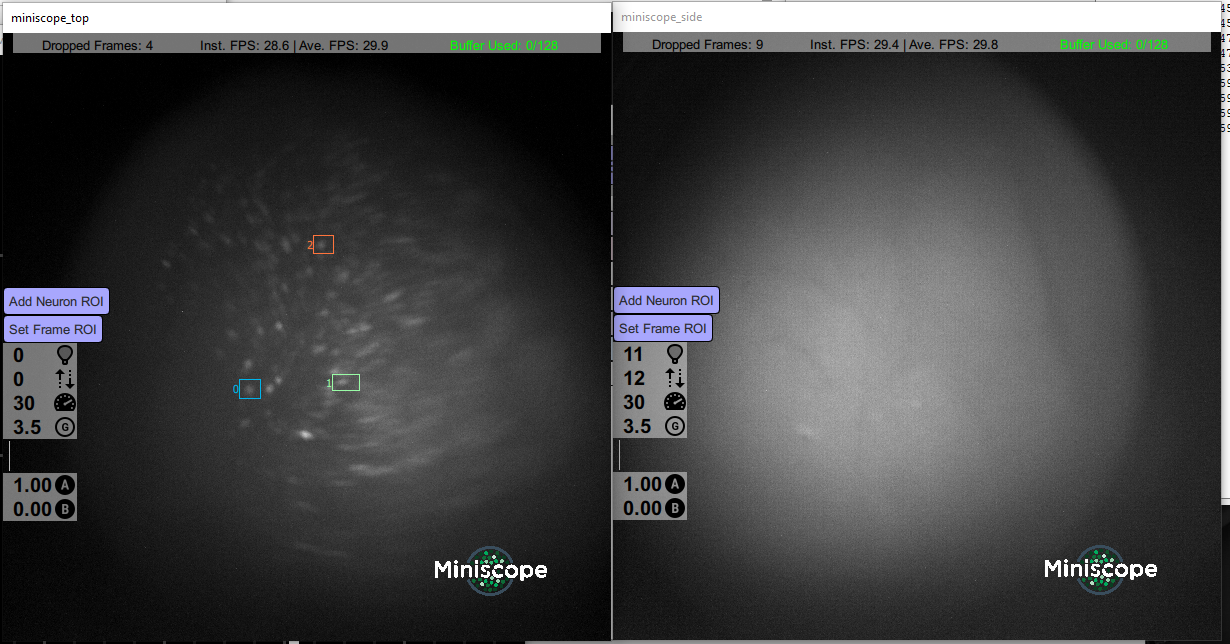 miniscope_top
Dropped Frames: 4 Inst. FPS: 28.6 | Ave. FPS: 29.9 Buffer Used: 0/128
2
Add Neuron ROI
Set Frame ROI
0
0
30
3.5 G
0
1
1.00 A
0.00 B
Miniscope
miniscope_side
Dropped Frames: 9 Inst. FPS: 29.4 | Ave. FPS: 29.8 Buffer Used: 0/128
Add Neuron ROI
Set Frame ROI
11
12
30
3.5 G
1.00 A
0.00 B
Miniscope